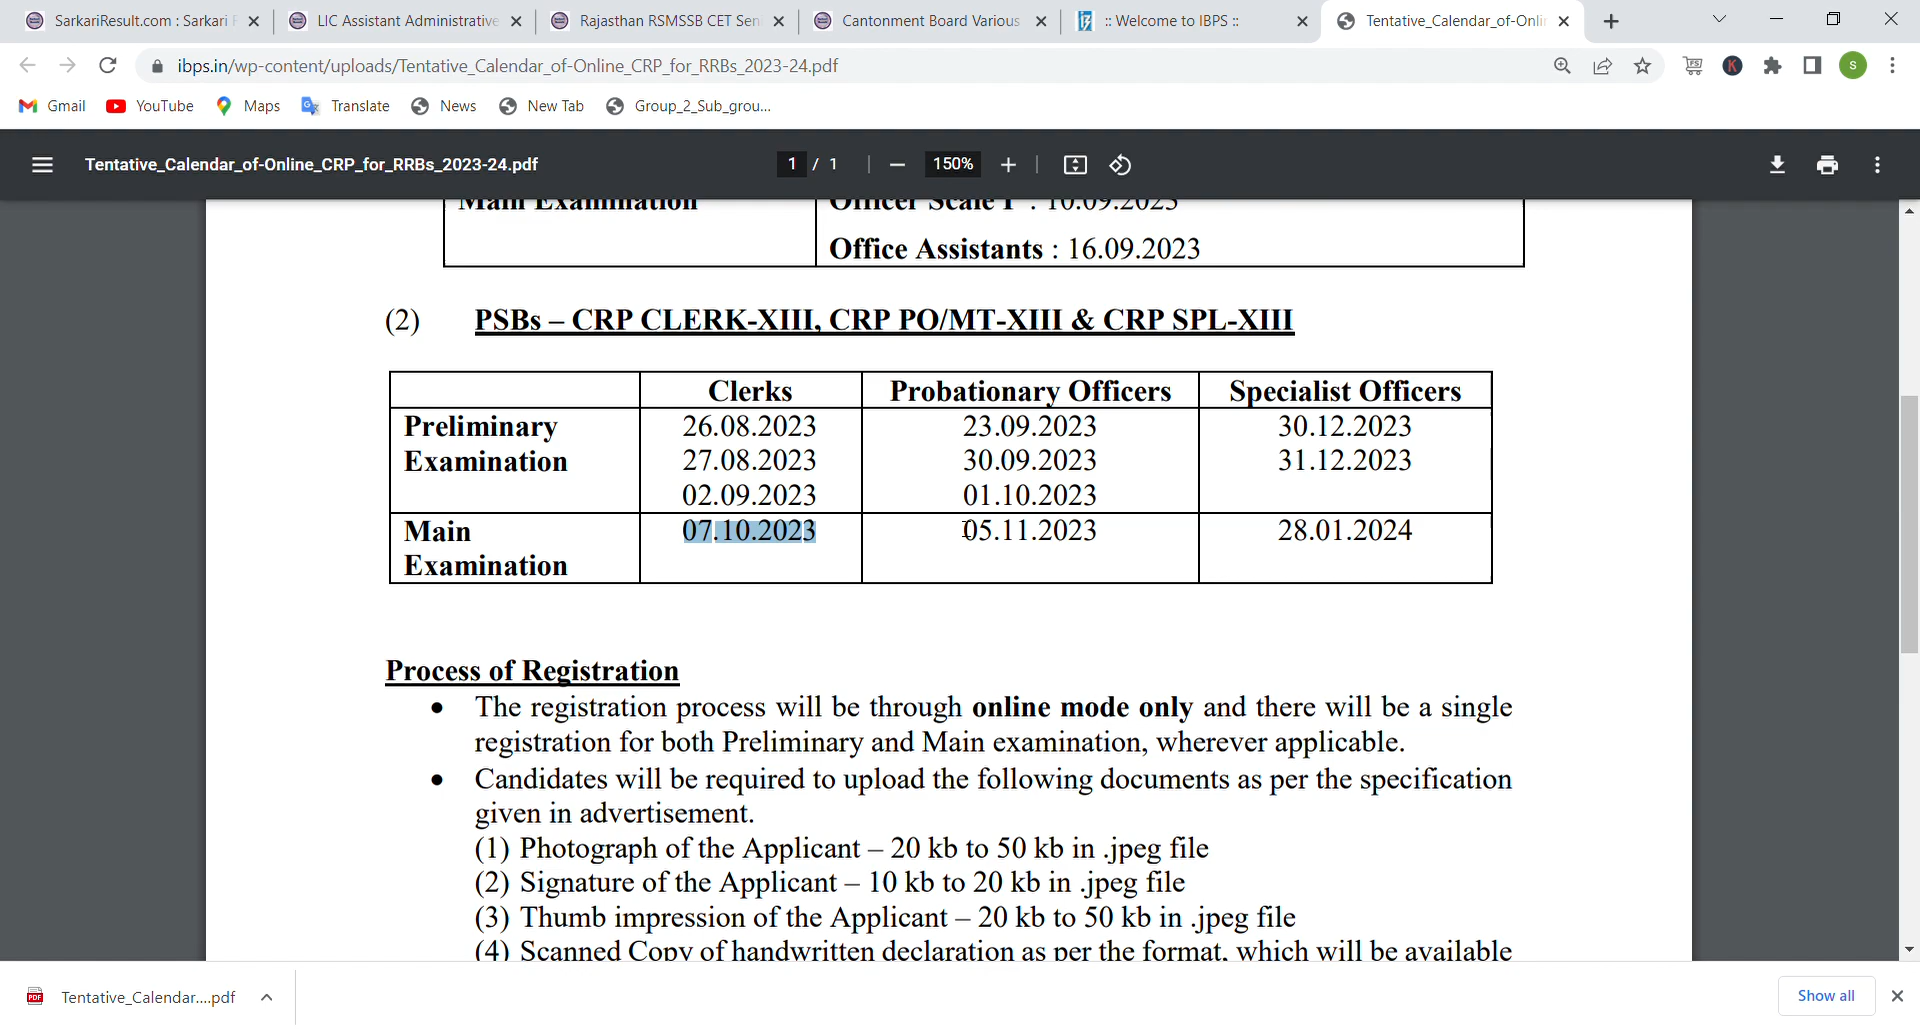 SarkariResult.com : Sarkari R
LIC Assistant Administrative
Rajasthan RSMSSB CET Sen
Cantonment Board Various
:: Welcome to IBPS ::
Tentative_Calendar_of-Onli
ibps.in/wp-content/uploads/Tentative_Calendar_of-Online_CRP_for_RRBs_2023-24.pdf
S
Gmail
YouTube
Maps
Translate
News
New Tab
Group_2_Sub_grou...
Tentative_Calendar_of-Online_CRP_for_RRBs_2023-24.pdf
1 / 1
150%
Main Examination
Officer Scale I : 10.09.2023
Office Assistants : 16.09.2023
(2) PSBs – CRP CLERK-XIII, CRP PO/MT-XIII & CRP SPL-XIII
Clerks Probationary Officers Specialist Officers
Preliminary 26.08.2023 23.09.2023 30.12.2023
Examination 27.08.2023 30.09.2023 31.12.2023
02.09.2023 01.10.2023
Main 07.10.2023 05.11.2023 28.01.2024
Examination
Process of Registration
• The registration process will be through online mode only and there will be a single
registration for both Preliminary and Main examination, wherever applicable.
• Candidates will be required to upload the following documents as per the specification
given in advertisement.
(1) Photograph of the Applicant – 20 kb to 50 kb in .jpeg file
(2) Signature of the Applicant – 10 kb to 20 kb in .jpeg file
(3) Thumb impression of the Applicant – 20 kb to 50 kb in .jpeg file
(4) Scanned Copy of handwritten declaration as per the format, which will be available
PDF
Tentative_Calendar....pdf
Show all